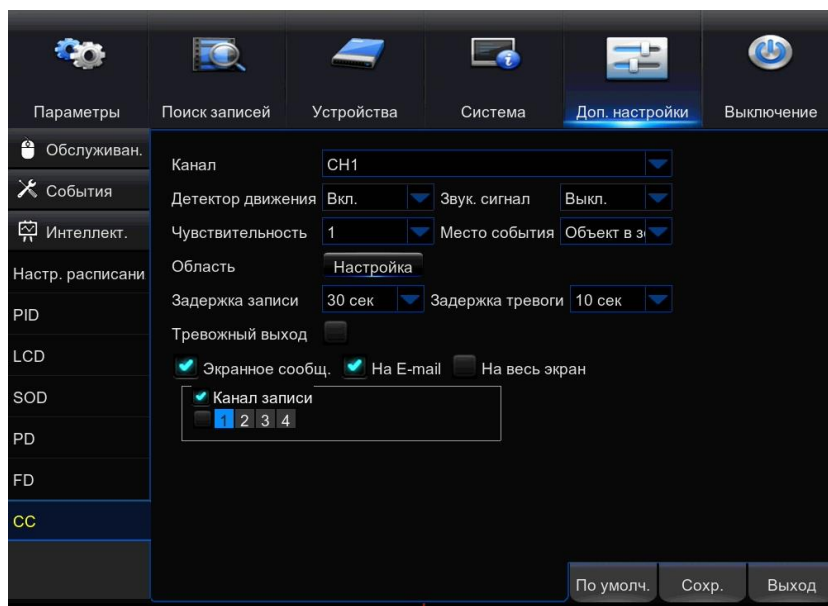 Параметры Поиск записей Устройства Система Доп. настройки Выключение
Обслуживан.
События
Интеллект.
Настр. расписани
PID
LCD
SOD
PD
FD
CC
Канал CH1
Детектор движения Вкл. Звук. сигнал Выкл.
Чувствительность 1 Место события Объект в зо
Область Настройка
Задержка записи 30 сек Задержка тревоги 10 сек
Тревожный выход
Экранное сообщ. На E-mail На весь экран
Канал записи
1 2 3 4
По умолч. Сохр. Выход